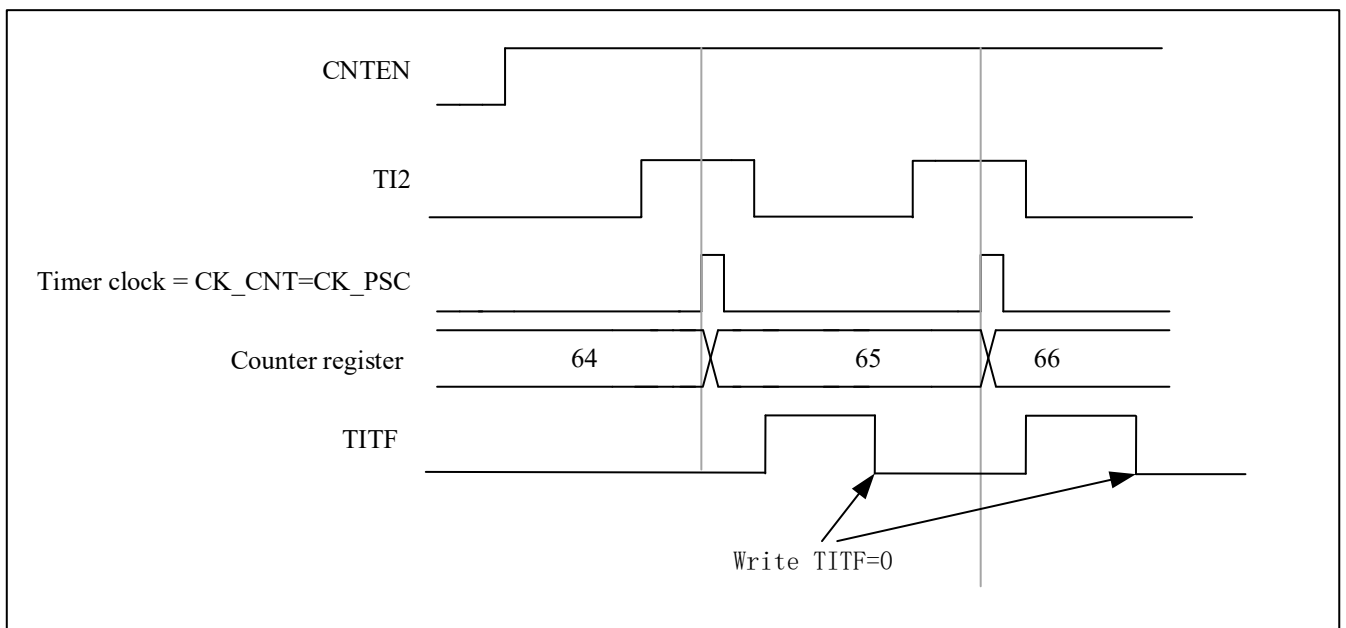 CNTEN
TI2
Timer clock = CK_CNT=CK_PSC
Counter register 64 65 66
TITF
Write TITF=0